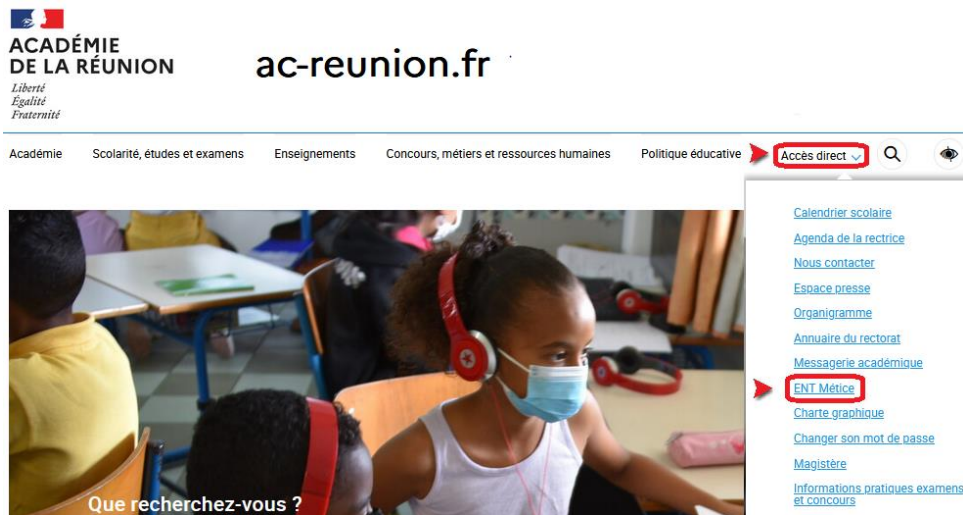 ACADÉMIE
DE LA RÉUNION
Liberté
Égalité
Fraternité
ac-reunion.fr
Académie
Scolarité, études et examens
Enseignements
Concours, métiers et ressources humaines
Politique éducative
Accès direct
Calendrier scolaire
Agenda de la rectrice
Nous contacter
Espace presse
Organigramme
Annuaire du rectorat
Messagerie académique
ENT Métice
Charte graphique
Changer son mot de passe
Magistère
Informations pratiques examens
et concours
Que recherchez-vous ?